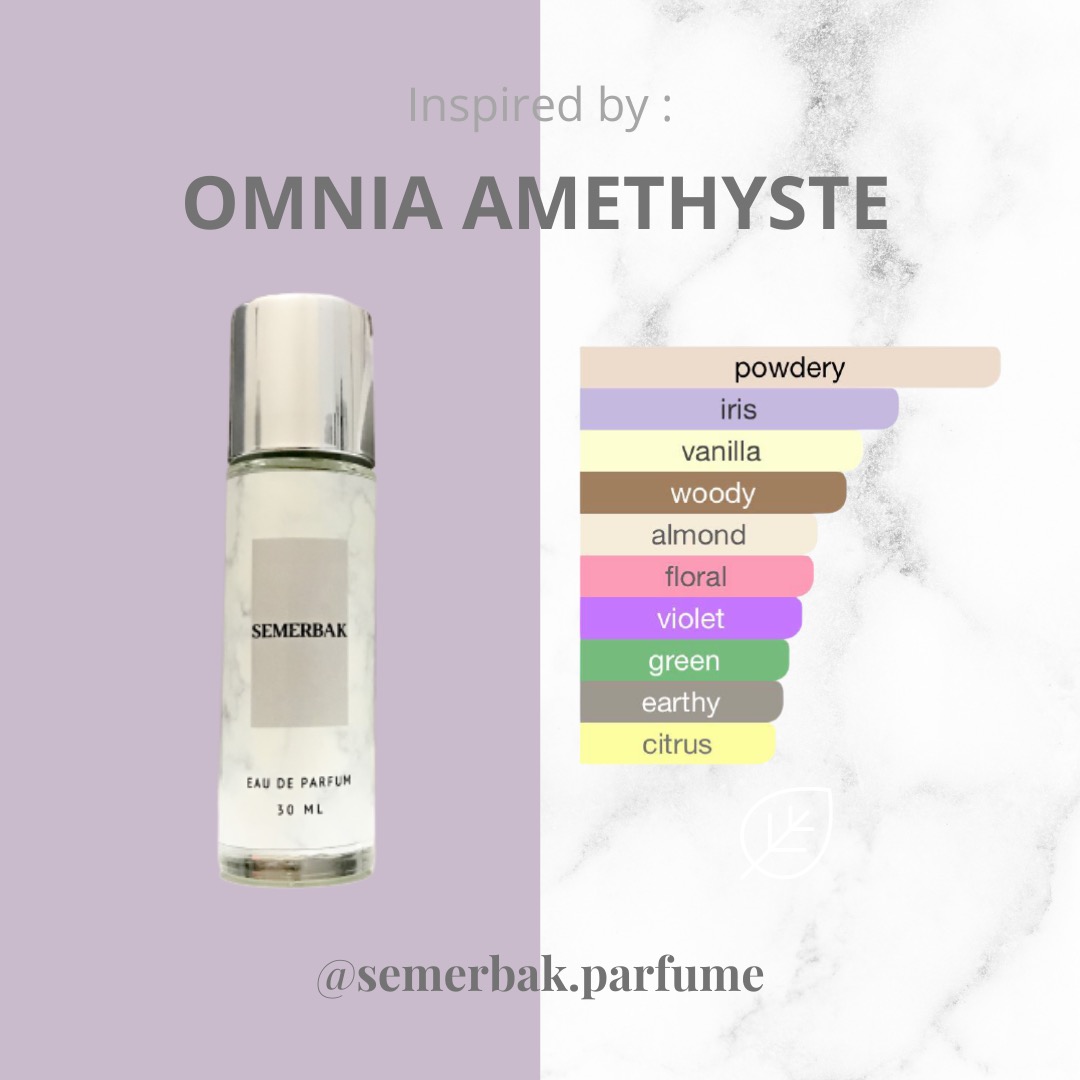 Inspired by :
OMNIA AMETHYSTE
SEMERBAK
EAU DE PARFUM
30 ML
powdery
iris
vanilla
woody
almond
floral
violet
green
earthy
citrus
@semerbak.parfume